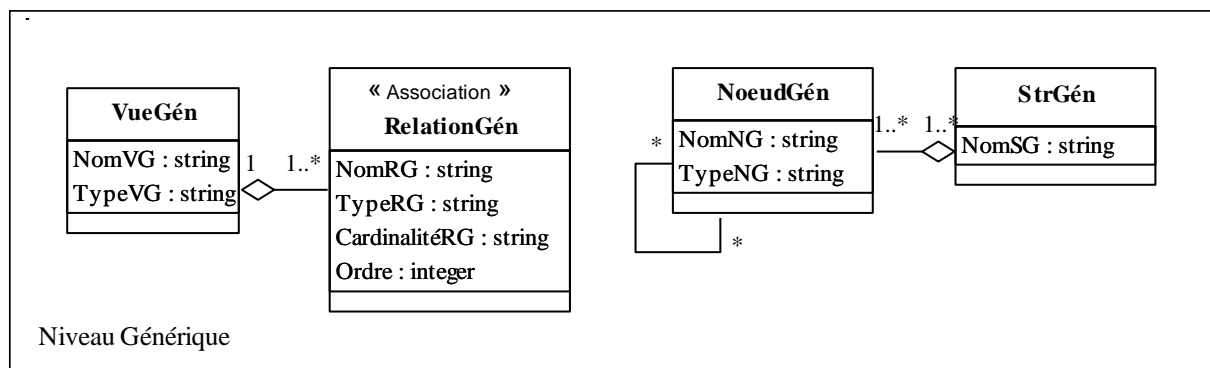 VueGén
NomVG : string
TypeVG : string
1
1..*
« Association »
RelationGén
NomRG : string
TypeRG : string
CardinalitéRG : string
Ordre : integer
NoeudGén
NomNG : string
TypeNG : string
*
*
1..*
1..*
StrGén
NomSG : string
Niveau Générique